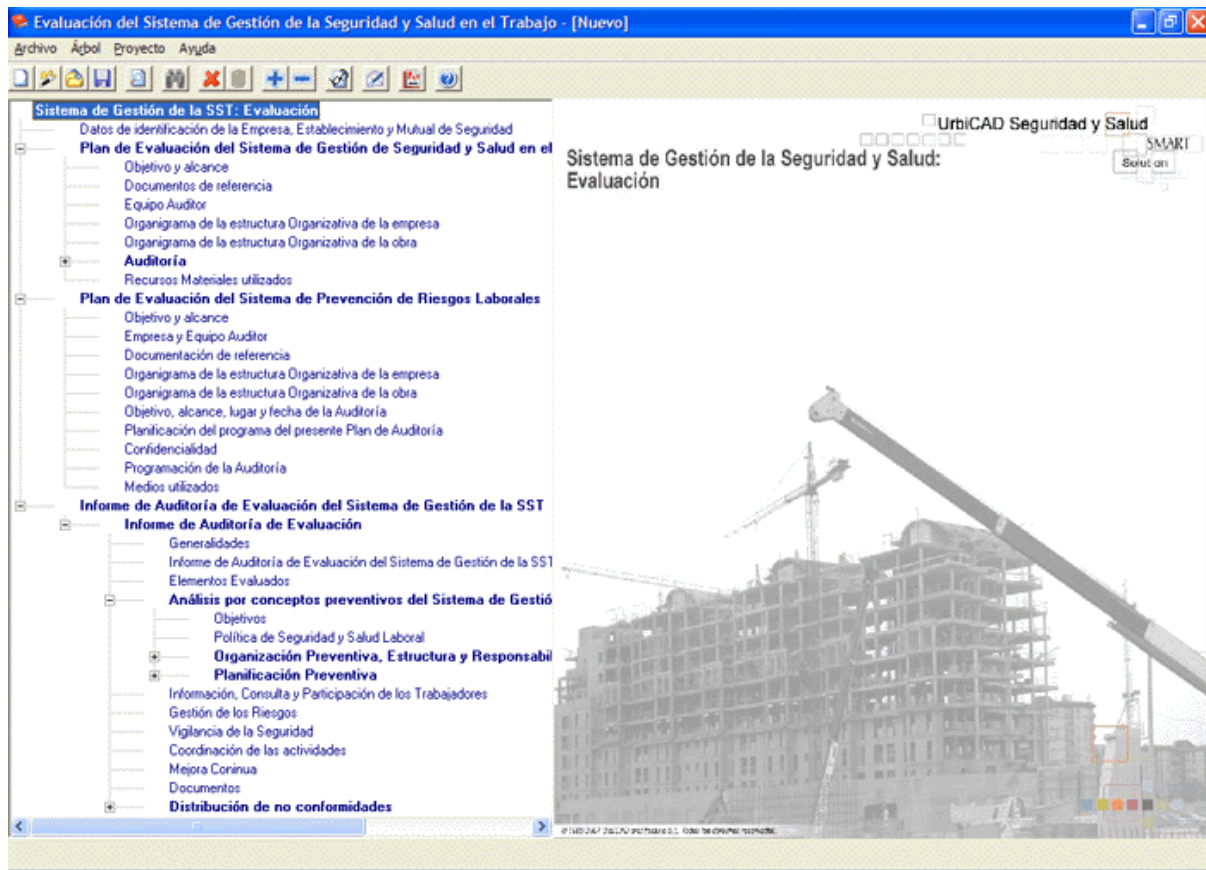 Evaluación del Sistema de Gestión de la Seguridad y Salud en el Trabajo - [Nuevo]
Archivo Árbol Proyecto Ayuda
Sistema de Gestión de la SST: Evaluación
Datos de identificación de la Empresa, Establecimiento y Mutual de Seguridad
Plan de Evaluación del Sistema de Gestión de Seguridad y Salud en el
Objetivo y alcance
Documentos de referencia
Equipo Auditor
Organigrama de la estructura Organizativa de la empresa
Organigrama de la estructura Organizativa de la obra
Auditoría
Recursos Materiales utilizados
Plan de Evaluación del Sistema de Prevención de Riesgos Laborales
Objetivo y alcance
Empresa y Equipo Auditor
Documentación de referencia
Organigrama de la estructura Organizativa de la empresa
Organigrama de la estructura Organizativa de la obra
Objetivo, alcance, lugar y fecha de la Auditoría
Planificación del programa del presente Plan de Auditoría
Confidencialidad
Programación de la Auditoría
Medios utilizados
Informe de Auditoría de Evaluación del Sistema de Gestión de la SST
Informe de Auditoría de Evaluación
Generalidades
Informe de Auditoría de Evaluación del Sistema de Gestión de la SST
Elementos Evaluados
Análisis por conceptos preventivos del Sistema de Gestió
Objetivos
Política de Seguridad y Salud Laboral
Organización Preventiva, Estructura y Responsabil
Planificación Preventiva
Información, Consulta y Participación de los Trabajadores
Gestión de los Riesgos
Vigilancia de la Seguridad
Coordinación de las actividades
Mejora Coninua
Documentos
Distribución de no conformidades
UrbiCAD Seguridad y Salud
SMART
Solution
Sistema de Gestión de la Seguridad y Salud:
Evaluación
Todos los derechos reservados.